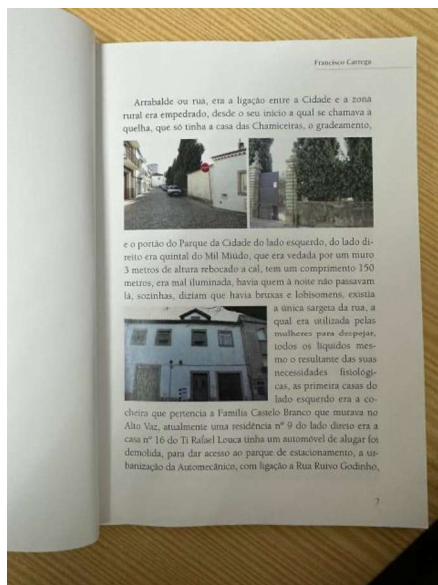 Francisco Carrega
Arrabalde ou rua, era a ligação entre a Cidade e a zona
rural era empedrado, desde o seu inicio a qual se chamava a
quelha, que só tinha a casa das Chamiceiras, o gradeamento,
e o portão do Parque da Cidade do lado esquerdo, do lado di-
reito era quintal do Mil Miúdo, que era vedada por um muro
3 metros de altura rebocado a cal, tem um comprimento 150
metros, era mal iluminada, havia quem à noite não passavam
lá, sozinhas, diziam que havia bruxas e lobisomens, existia
a única sargeta da rua, a
qual era utilizada pelas
mulheres para despejar,
todos os líquidos mes-
mo o resultante das suas
necessidades fisiológi-
cas, as primeira casas do
lado esquerdo era a co-
cheira que pertencia a Família Castelo Branco que murava no
Alto Vaz, atualmente uma residência nº 9 do lado direto era a
casa nº 16 do Ti Rafael Louca tinha um automóvel de alugar foi
demolida, para dar acesso ao parque de estacionamento, a ur-
banização da Automecânico, com ligação a Rua Ruivo Godinho,
7